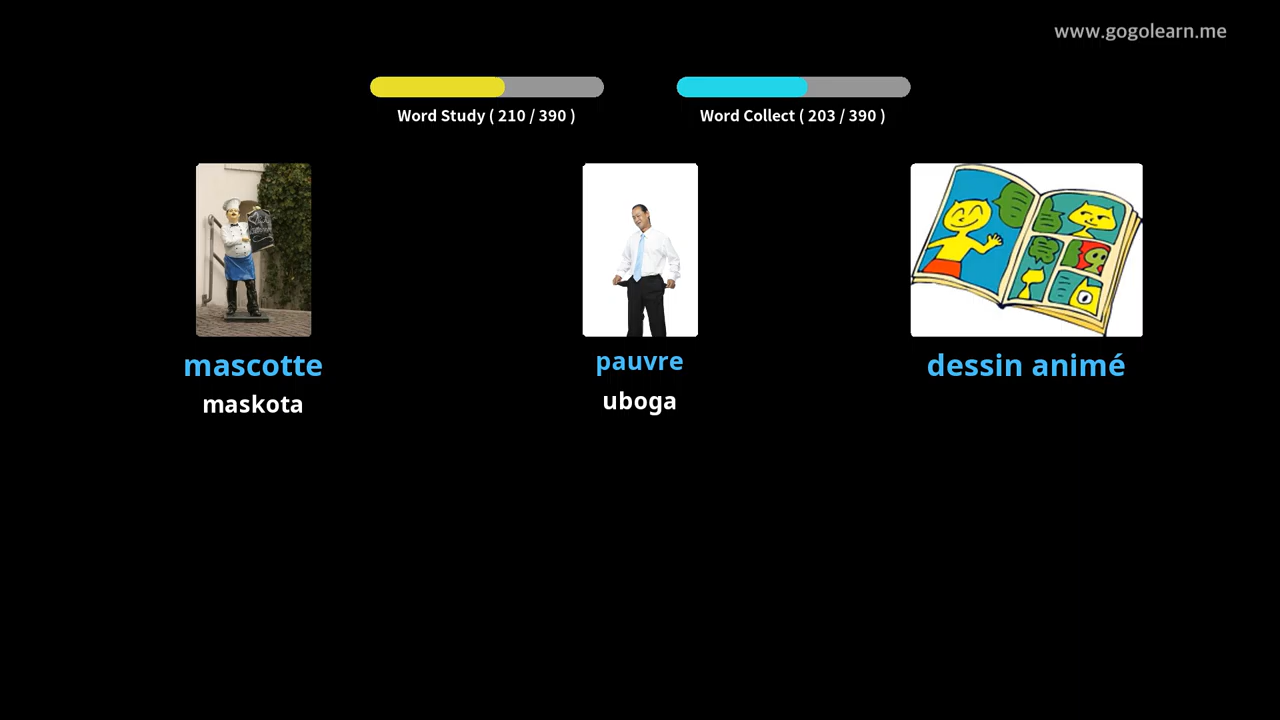 www.gogolearn.me
Word Study ( 210 / 390 )
Word Collect ( 203 / 390 )
mascotte
maskota
pauvre
uboga
dessin animé